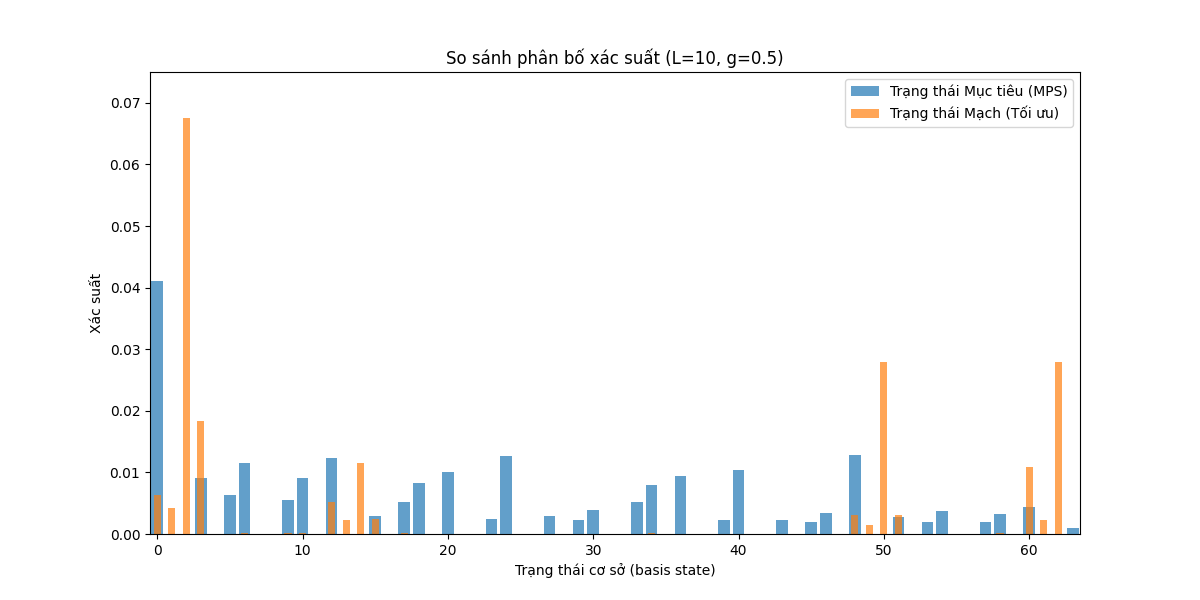 So sánh phân bố xác suất (L=10, g=0.5)
Trạng thái Mục tiêu (MPS)
Trạng thái Mạch (Tối ưu)
Xác suất
0.07
0.06
0.05
0.04
0.03
0.02
0.01
0.00
0 10 20 30 40 50 60
Trạng thái cơ sở (basis state)